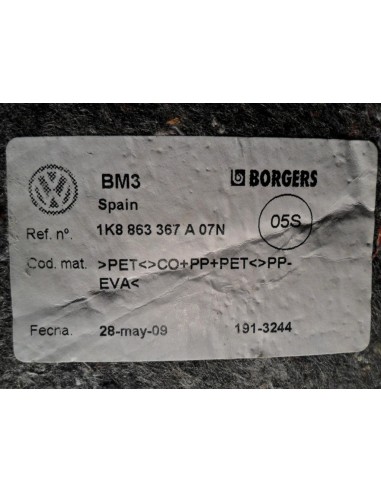 BM3 BORGERS
Spain
Ref. nº. 1K8 863 367 A 07N 05S
Cod. mat. >PET<>CO+PP+PET<>PP-
EVA<
Fecha. 28-may-09 191-3244